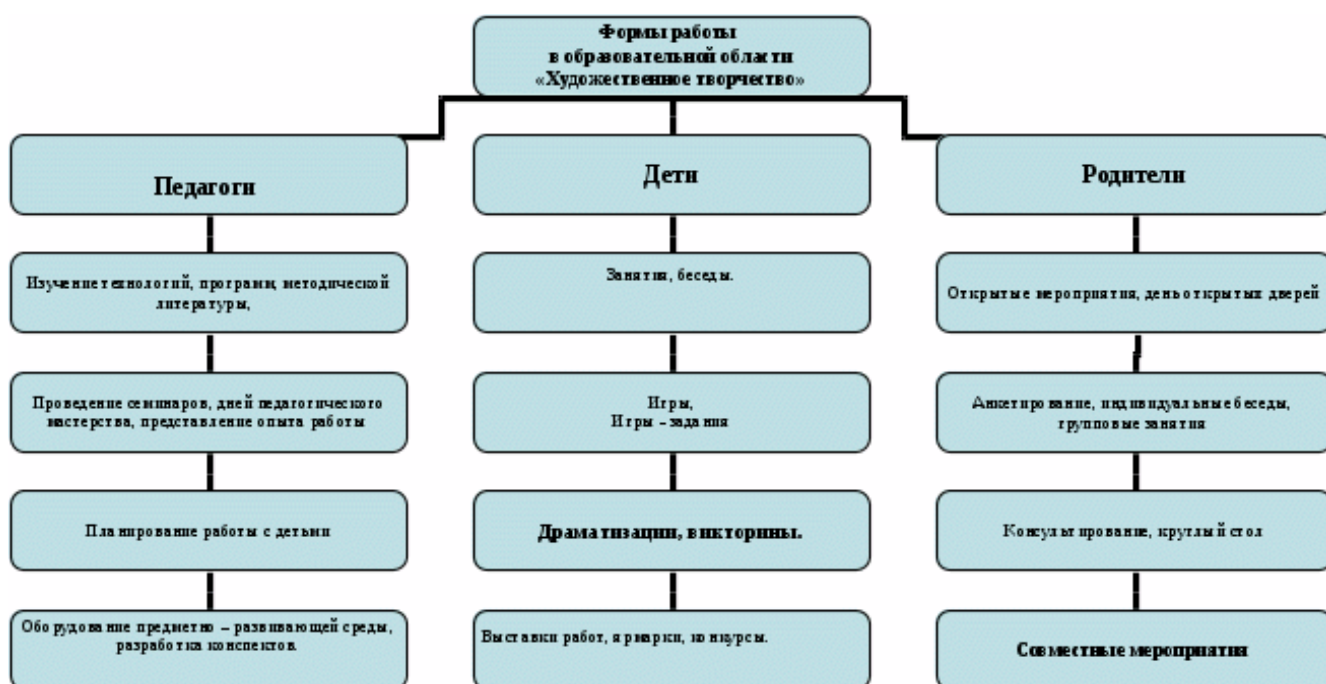 Формы работы
в образовательной области
«Художественное творчество»
Педагоги
Изучение технологий, программ, методической
литературы,
Проведение семинаров, дней педагогического
мастерства, представление опыта работы
Планирование работы с детьми
Оборудование предметно – развивающей среды,
разработка конспектов.
Дети
Занятия, беседы.
Игры,
Игры - задания
Драматизации, викторины.
Выставки работ, ярмарки, конкурсы.
Родители
Открытые мероприятия, день открытых дверей
Анкетирование, индивидуальные беседы,
групповые занятия
Консультирование, круглый стол
Совместные мероприятия